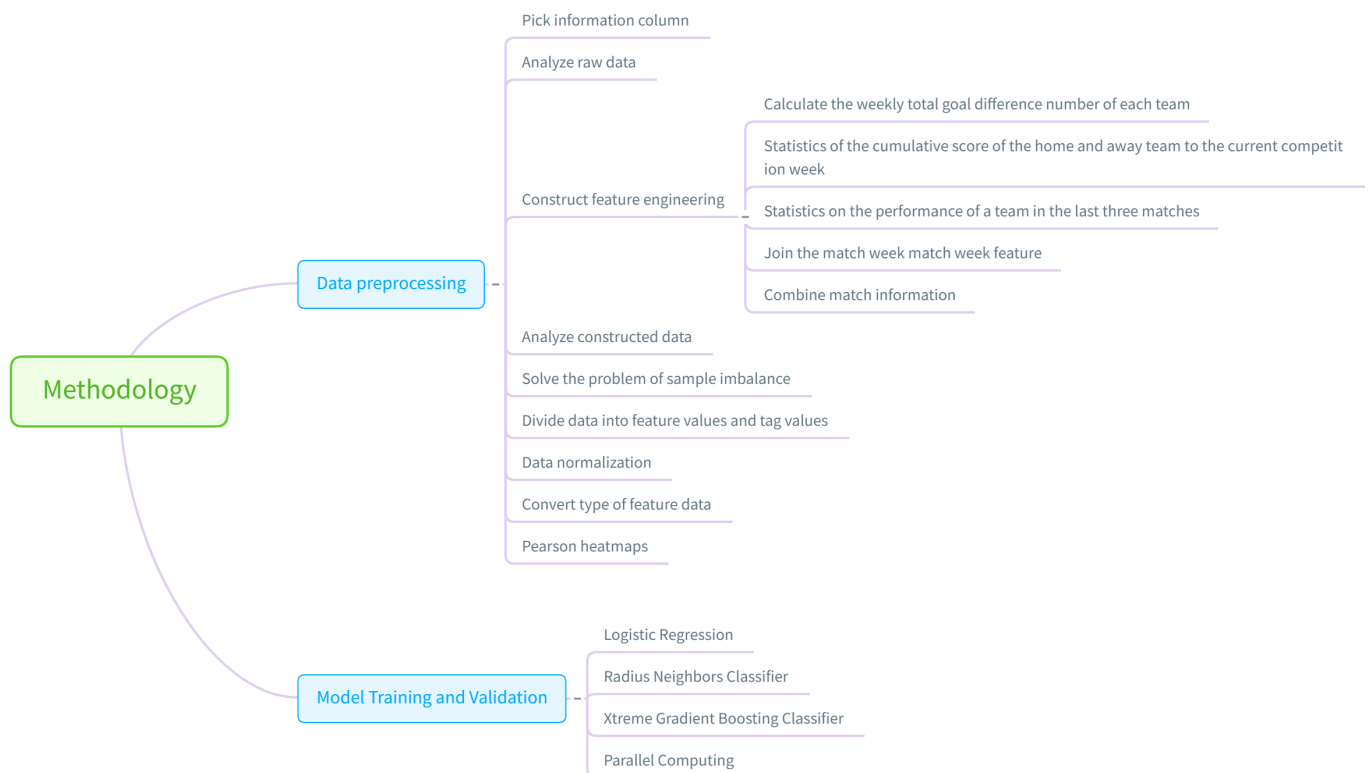 Pick information column
Analyze raw data
Calculate the weekly total goal difference number of each team
Statistics of the cumulative score of the home and away team to the current competit
ion week
Construct feature engineering
Statistics on the performance of a team in the last three matches
Join the match week match week feature
Combine match information
Data preprocessing
Analyze constructed data
Solve the problem of sample imbalance
Divide data into feature values and tag values
Data normalization
Convert type of feature data
Pearson heatmaps
Methodology
Logistic Regression
Radius Neighbors Classifier
Model Training and Validation
Xtreme Gradient Boosting Classifier
Parallel Computing